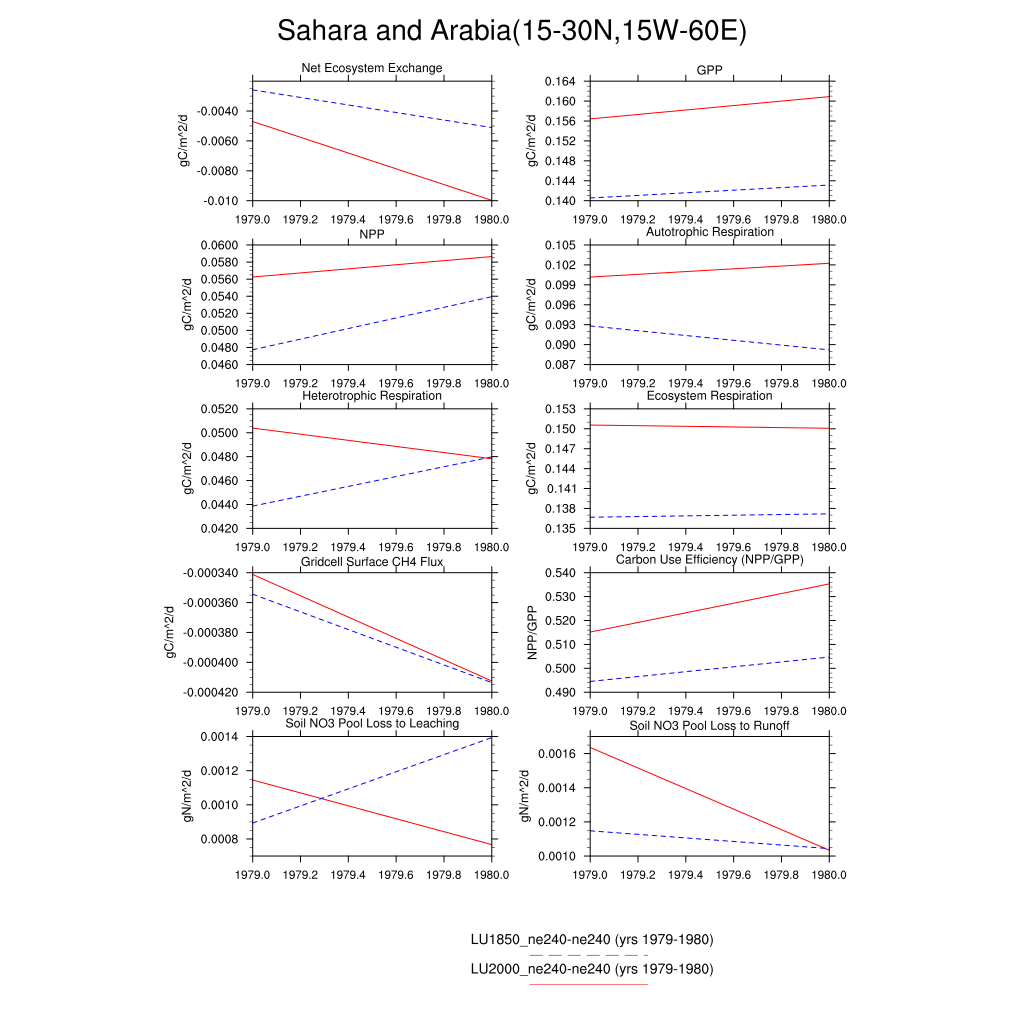 Sahara and Arabia(15-30N,15W-60E)
Net Ecosystem Exchange
gC/m^2/d
-0.0040
-0.0060
-0.0080
-0.010
1979.0 1979.2 1979.4 1979.6 1979.8 1980.0
GPP
gC/m^2/d
0.164
0.160
0.156
0.152
0.148
0.144
0.140
1979.0 1979.2 1979.4 1979.6 1979.8 1980.0
NPP
gC/m^2/d
0.0600
0.0580
0.0560
0.0540
0.0520
0.0500
0.0480
0.0460
1979.0 1979.2 1979.4 1979.6 1979.8 1980.0
Autotrophic Respiration
gC/m^2/d
0.105
0.102
0.099
0.096
0.093
0.090
0.087
1979.0 1979.2 1979.4 1979.6 1979.8 1980.0
Heterotrophic Respiration
gC/m^2/d
0.0520
0.0500
0.0480
0.0460
0.0440
0.0420
1979.0 1979.2 1979.4 1979.6 1979.8 1980.0
Ecosystem Respiration
gC/m^2/d
0.153
0.150
0.147
0.144
0.141
0.138
0.135
1979.0 1979.2 1979.4 1979.6 1979.8 1980.0
Gridcell Surface CH4 Flux
gC/m^2/d
-0.000340
-0.000360
-0.000380
-0.000400
-0.000420
1979.0 1979.2 1979.4 1979.6 1979.8 1980.0
Carbon Use Efficiency (NPP/GPP)
NPP/GPP
0.540
0.530
0.520
0.510
0.500
0.490
1979.0 1979.2 1979.4 1979.6 1979.8 1980.0
Soil NO3 Pool Loss to Leaching
gN/m^2/d
0.0014
0.0012
0.0010
0.0008
1979.0 1979.2 1979.4 1979.6 1979.8 1980.0
Soil NO3 Pool Loss to Runoff
gN/m^2/d
0.0016
0.0014
0.0012
0.0010
1979.0 1979.2 1979.4 1979.6 1979.8 1980.0
LU1850_ne240-ne240 (yrs 1979-1980)
LU2000_ne240-ne240 (yrs 1979-1980)